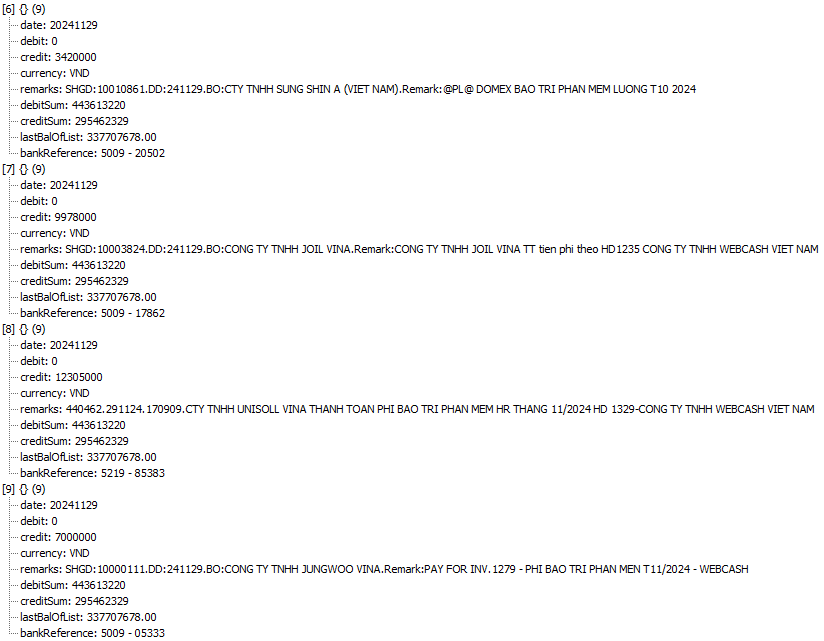 [6] {} (9)
date: 20241129
debit: 0
credit: 3420000
currency: VND
remarks: SHGD:10010861.DD:241129.BO:CTY TNHH SUNG SHIN A (VIET NAM).Remark:@PL@ DOMEX BAO TRI PHAN MEM LUONG T10 2024
debitSum: 443613220
creditSum: 295462329
lastBalOfList: 337707678.00
bankReference: 5009 - 20502
[7] {} (9)
date: 20241129
debit: 0
credit: 9978000
currency: VND
remarks: SHGD:10003824.DD:241129.BO:CONG TY TNHH JOIL VINA.Remark:CONG TY TNHH JOIL VINA TT tien phi theo HD1235 CONG TY TNHH WEBCASH VIET NAM
debitSum: 443613220
creditSum: 295462329
lastBalOfList: 337707678.00
bankReference: 5009 - 17862
[8] {} (9)
date: 20241129
debit: 0
credit: 12305000
currency: VND
remarks: 440462.291124.170909.CTY TNHH UNISOLL VINA THANH TOAN PHI BAO TRI PHAN MEM HR THANG 11/2024 HD 1329-CONG TY TNHH WEBCASH VIET NAM
debitSum: 443613220
creditSum: 295462329
lastBalOfList: 337707678.00
bankReference: 5219 - 85383
[9] {} (9)
date: 20241129
debit: 0
credit: 7000000
currency: VND
remarks: SHGD:10000111.DD:241129.BO:CONG TY TNHH JUNGWOO VINA.Remark:PAY FOR INV.1279 - PHI BAO TRI PHAN MEN T11/2024 - WEBCASH
debitSum: 443613220
creditSum: 295462329
lastBalOfList: 337707678.00
bankReference: 5009 - 05333